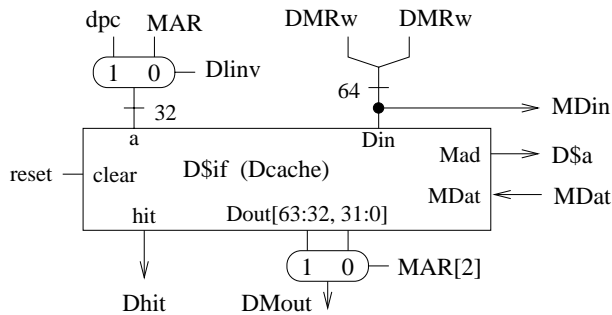 dpc MAR DMRw DMRw
1 0 Dlinv
32 64
MDin
a Din
D$if (Dcache) Mad D$a
reset clear
MDat MDat
hit Dout[63:32, 31:0]
1 0 MAR[2]
Dhit DMout